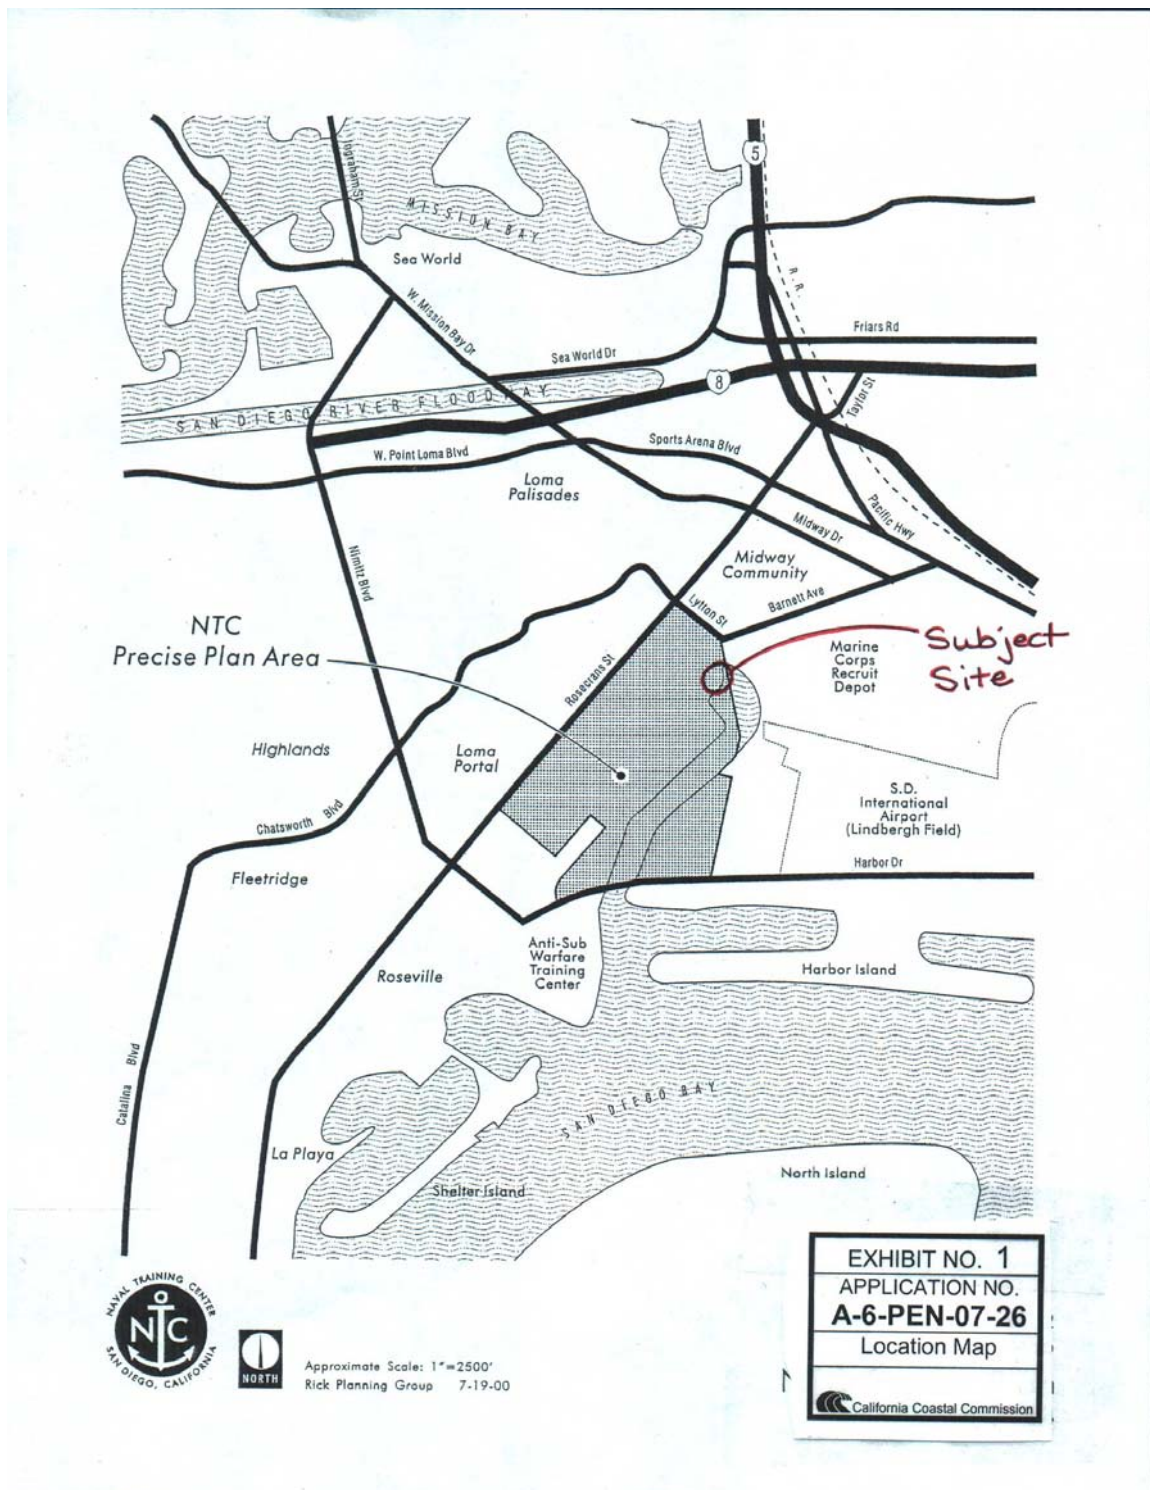 5
Ingraham St
MISSION BAY
Sea World
R.R.
W. Mission Bay Dr
Friars Rd
Sea World Dr
8
Taylor St
SAN DIEGO RIVER FLOODWAY
Sports Arena Blvd
W. Point Loma Blvd
Loma
Palisades
Pacific Hwy
Midway Dr
Nimitz Blvd
Midway
Community
Barnett Ave
Lytton St
NTC
Precise Plan Area
Subject
Site
Marine
Corps
Recruit
Depot
Rosecrans St
Highlands
Loma
Portal
S.D.
International
Airport
(Lindbergh Field)
Chatsworth Blvd
Harbor Dr
Fleetridge
Anti-Sub
Warfare
Training
Center
Harbor Island
Roseville
Catalina Blvd
SAN DIEGO BAY
La Playa
Shelter Island
North Island
NAVAL TRAINING CENTER
NTC
SAN DIEGO, CALIFORNIA
NORTH
Approximate Scale: 1"=2500'
Rick Planning Group 7-19-00
EXHIBIT NO. 1
APPLICATION NO.
A-6-PEN-07-26
Location Map
California Coastal Commission